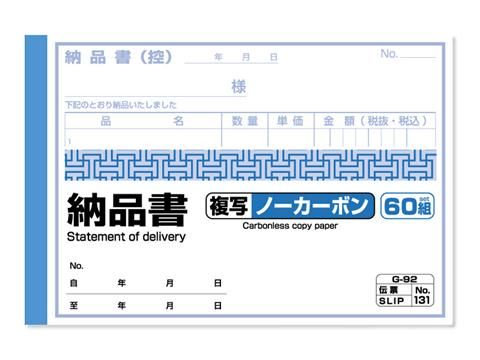 納品書(控) 年 月 日 No.
様
下記のとおり納品いたしました
品 名 数量 単価 金 額(税抜・税込)
1
納品書 複写 ノーカーボン 60組 set
Statement of delivery Carbonless copy paper
No.
自 年 月 日
至 年 月 日
G-92
伝票 No.
SLIP 131